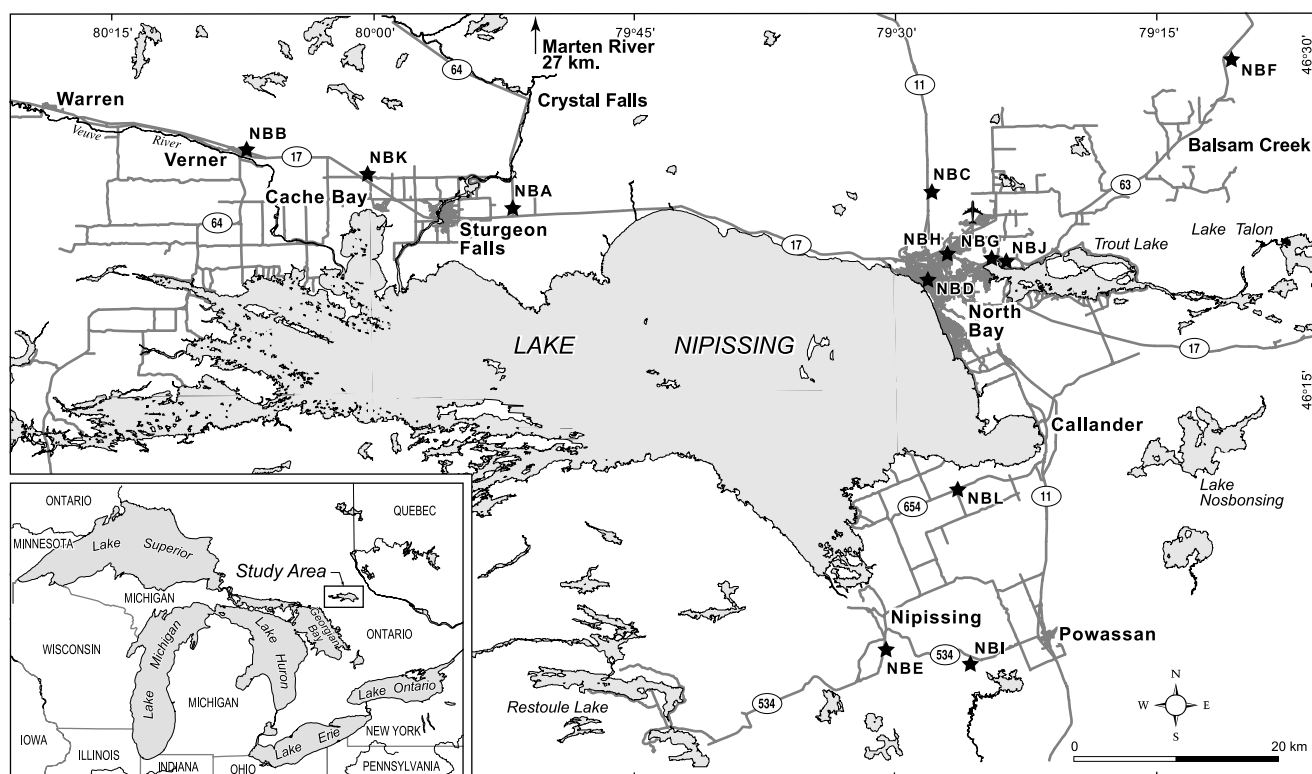 80°15'
80°00'
79°45'
79°30'
79°15'
46°30'
Marten River
27 km.
64
11
NBF
Warren
Crystal Falls
Veuve
River
NBB
Verner
17
NBK
Balsam Creek
NBC
63
Cache Bay
NBA
64
Sturgeon
Falls
17
NBH
NBG
NBJ
Trout Lake
Lake Talon
NBD
North
Bay
LAKE NIPISSING
17
46°15'
Callander
NBL
654
11
Lake
Nosbonsing
Nipissing
Powassan
NBE
534
NBI
Restoule Lake
534
N
W
E
S
0
20 km
ONTARIO
QUEBEC
MINNESOTA
Lake Superior
Study Area
MICHIGAN
Georgian
Bay
ONTARIO
WISCONSIN
Lake Michigan
Lake Huron
MICHIGAN
Lake Ontario
NEW YORK
Lake Erie
IOWA
ILLINOIS
INDIANA
OHIO
PENNSYLVANIA